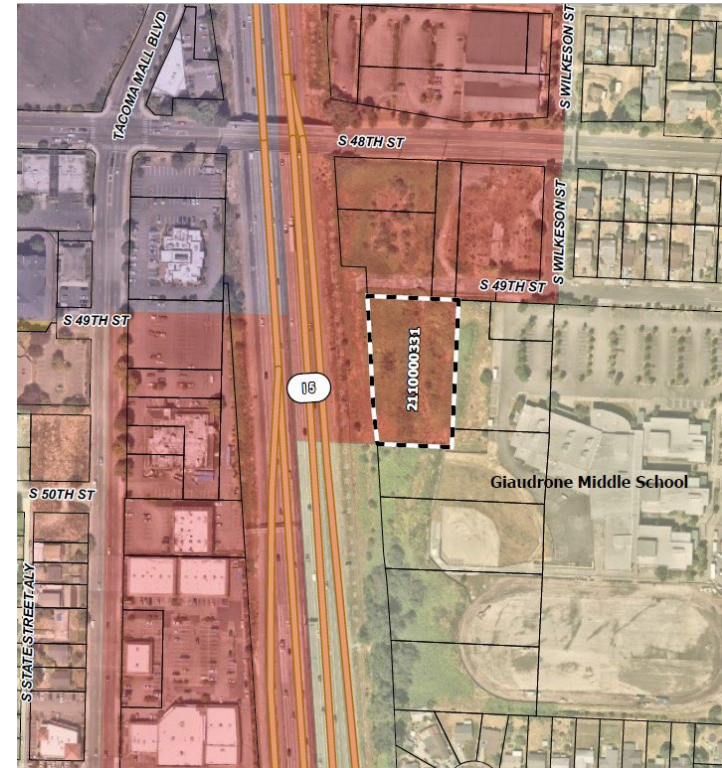 TACOMA MALL BLVD
S WILKESON ST
S 48TH ST
S WILKESON ST
S 49TH ST
S 49TH ST
2110000331
I5
Giaudrone Middle School
S 50TH ST
S STATE STREET ALY